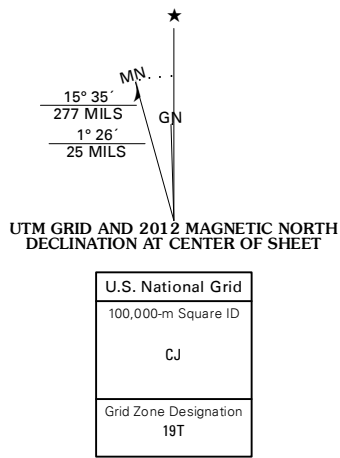 ★
MN
GN
15° 35´
277 MILS
1° 26´
25 MILS
UTM GRID AND 2012 MAGNETIC NORTH
DECLINATION AT CENTER OF SHEET
U.S. National Grid
100,000-m Square ID
CJ
Grid Zone Designation
19T